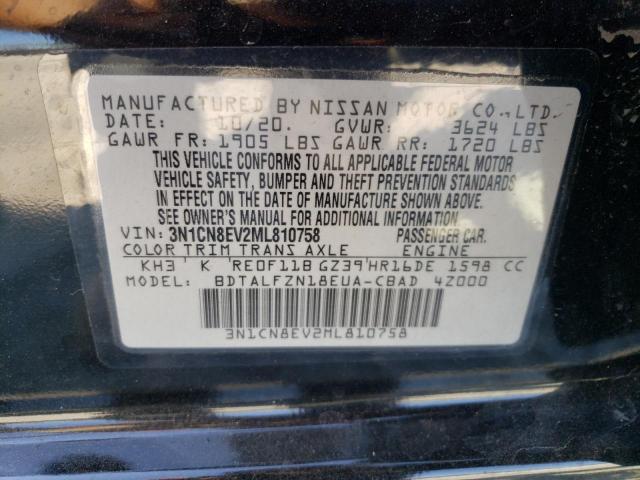 MANUFACTURED BY NISSAN MOTOR CO., LTD.
DATE: 10/20. GVWR: 3624 LBS
GAWR FR: 1905 LBS GAWR RR: 1720 LBS
THIS VEHICLE CONFORMS TO ALL APPLICABLE FEDERAL MOTOR
VEHICLE SAFETY, BUMPER AND THEFT PREVENTION STANDARDS
IN EFFECT ON THE DATE OF MANUFACTURE SHOWN ABOVE.
SEE OWNER'S MANUAL FOR ADDITIONAL INFORMATION
VIN: 3N1CN8EV2ML810758 PASSENGER CAR.
COLOR TRIM TRANS AXLE ENGINE
KH3 K RE0F11B GZ39 HR16DE 1598 CC
MODEL: BDTALFZN18EUA-CBAD 4Z000
3N1CN8EV2ML810758